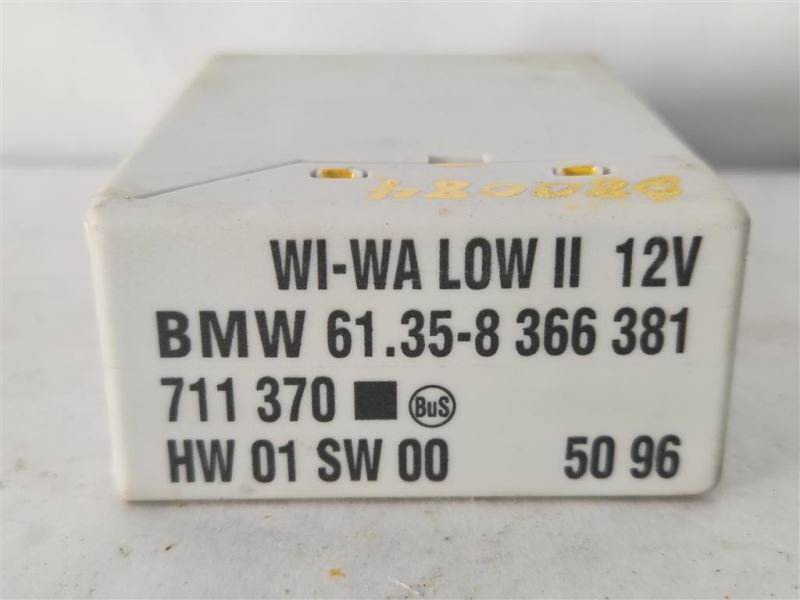 WI-WA LOW II 12V
BMW 61.35-8 366 381
711 370 BuS
HW 01 SW 00 50 96